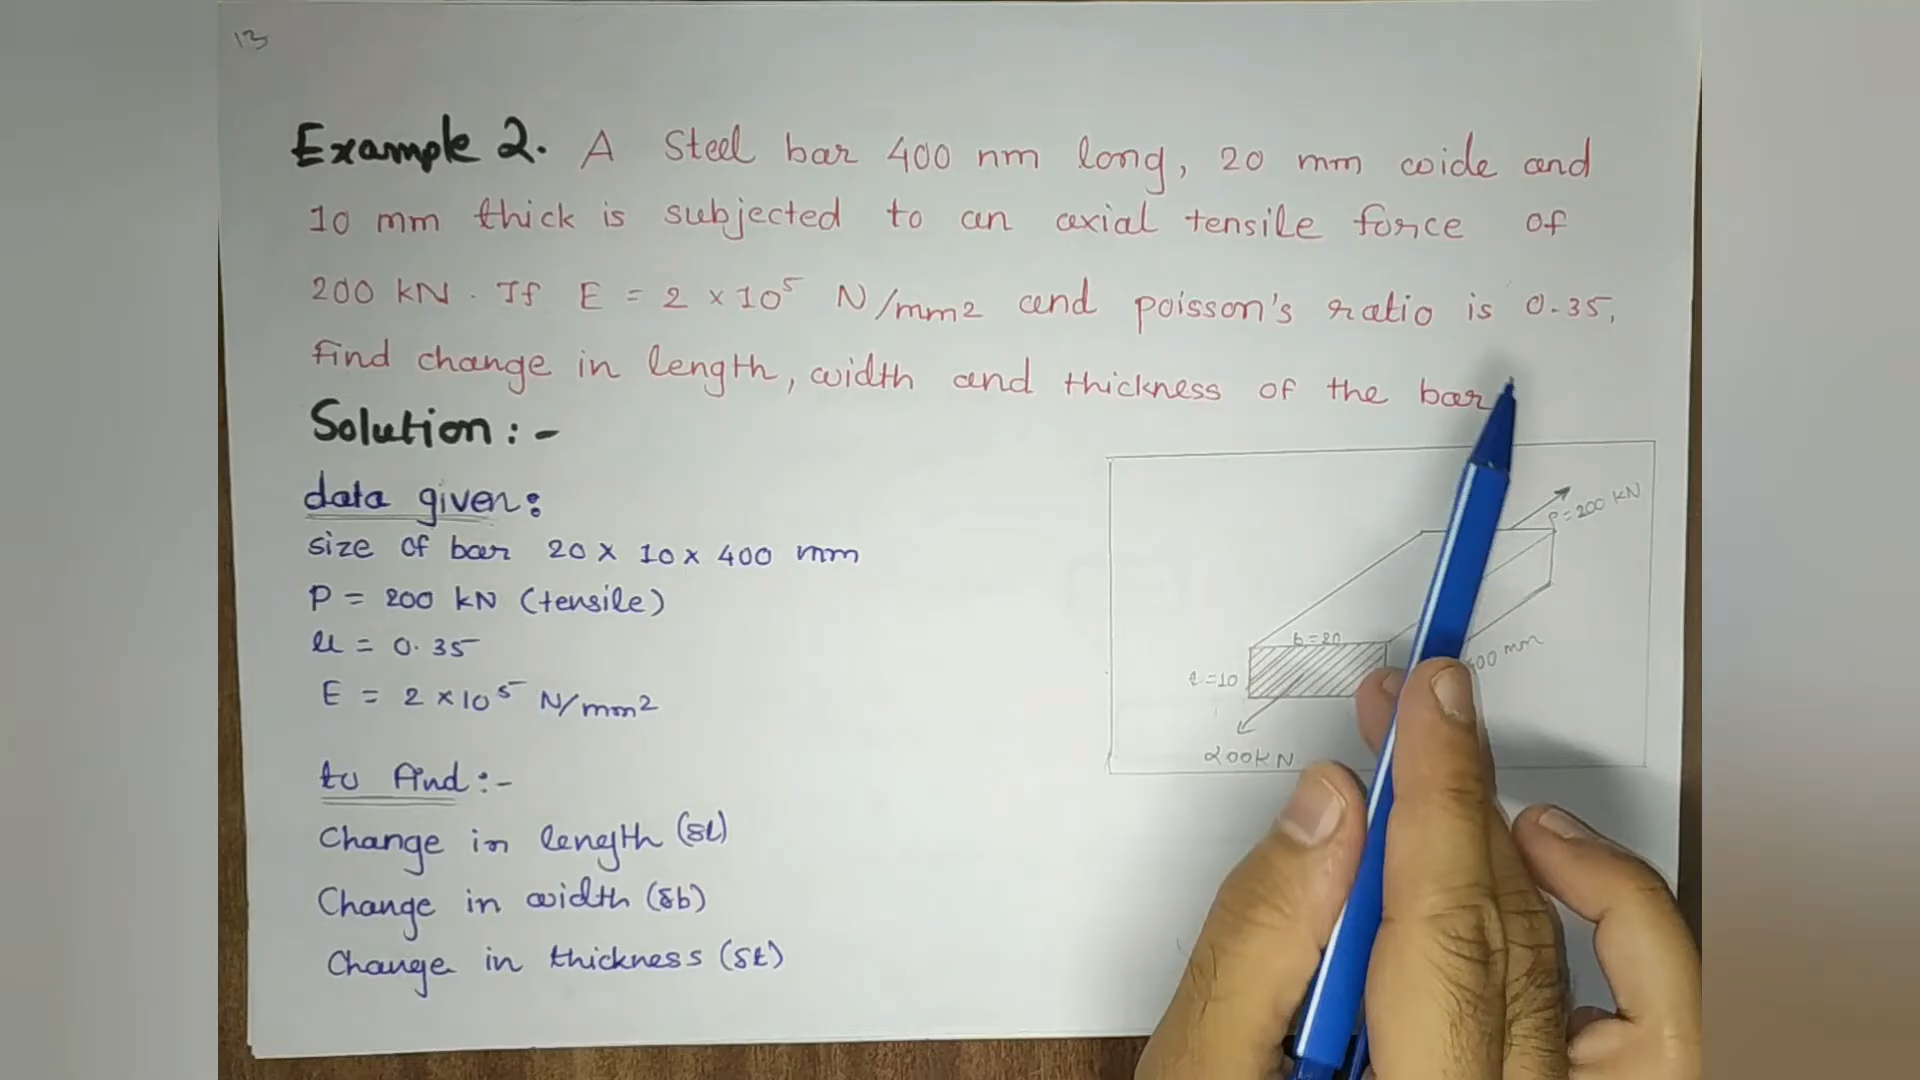 13
Example 2. A Steel bar 400 mm long, 20 mm wide and
10 mm thick is subjected to an axial tensile force of
200 kN. If E = 2 × 10⁵ N/mm2 and poisson's ratio is 0.35,
find change in length, width and thickness of the bar
Solution:-
data given:
size of bar 20 × 10 × 400 mm
P = 200 kN (tensile)
μ = 0.35
E = 2 × 10⁵ N/mm2
to find:-
Change in length (δl)
Change in width (δb)
Change in thickness (δt)
P=200 kN
b=20
t=10
400 mm
200kN